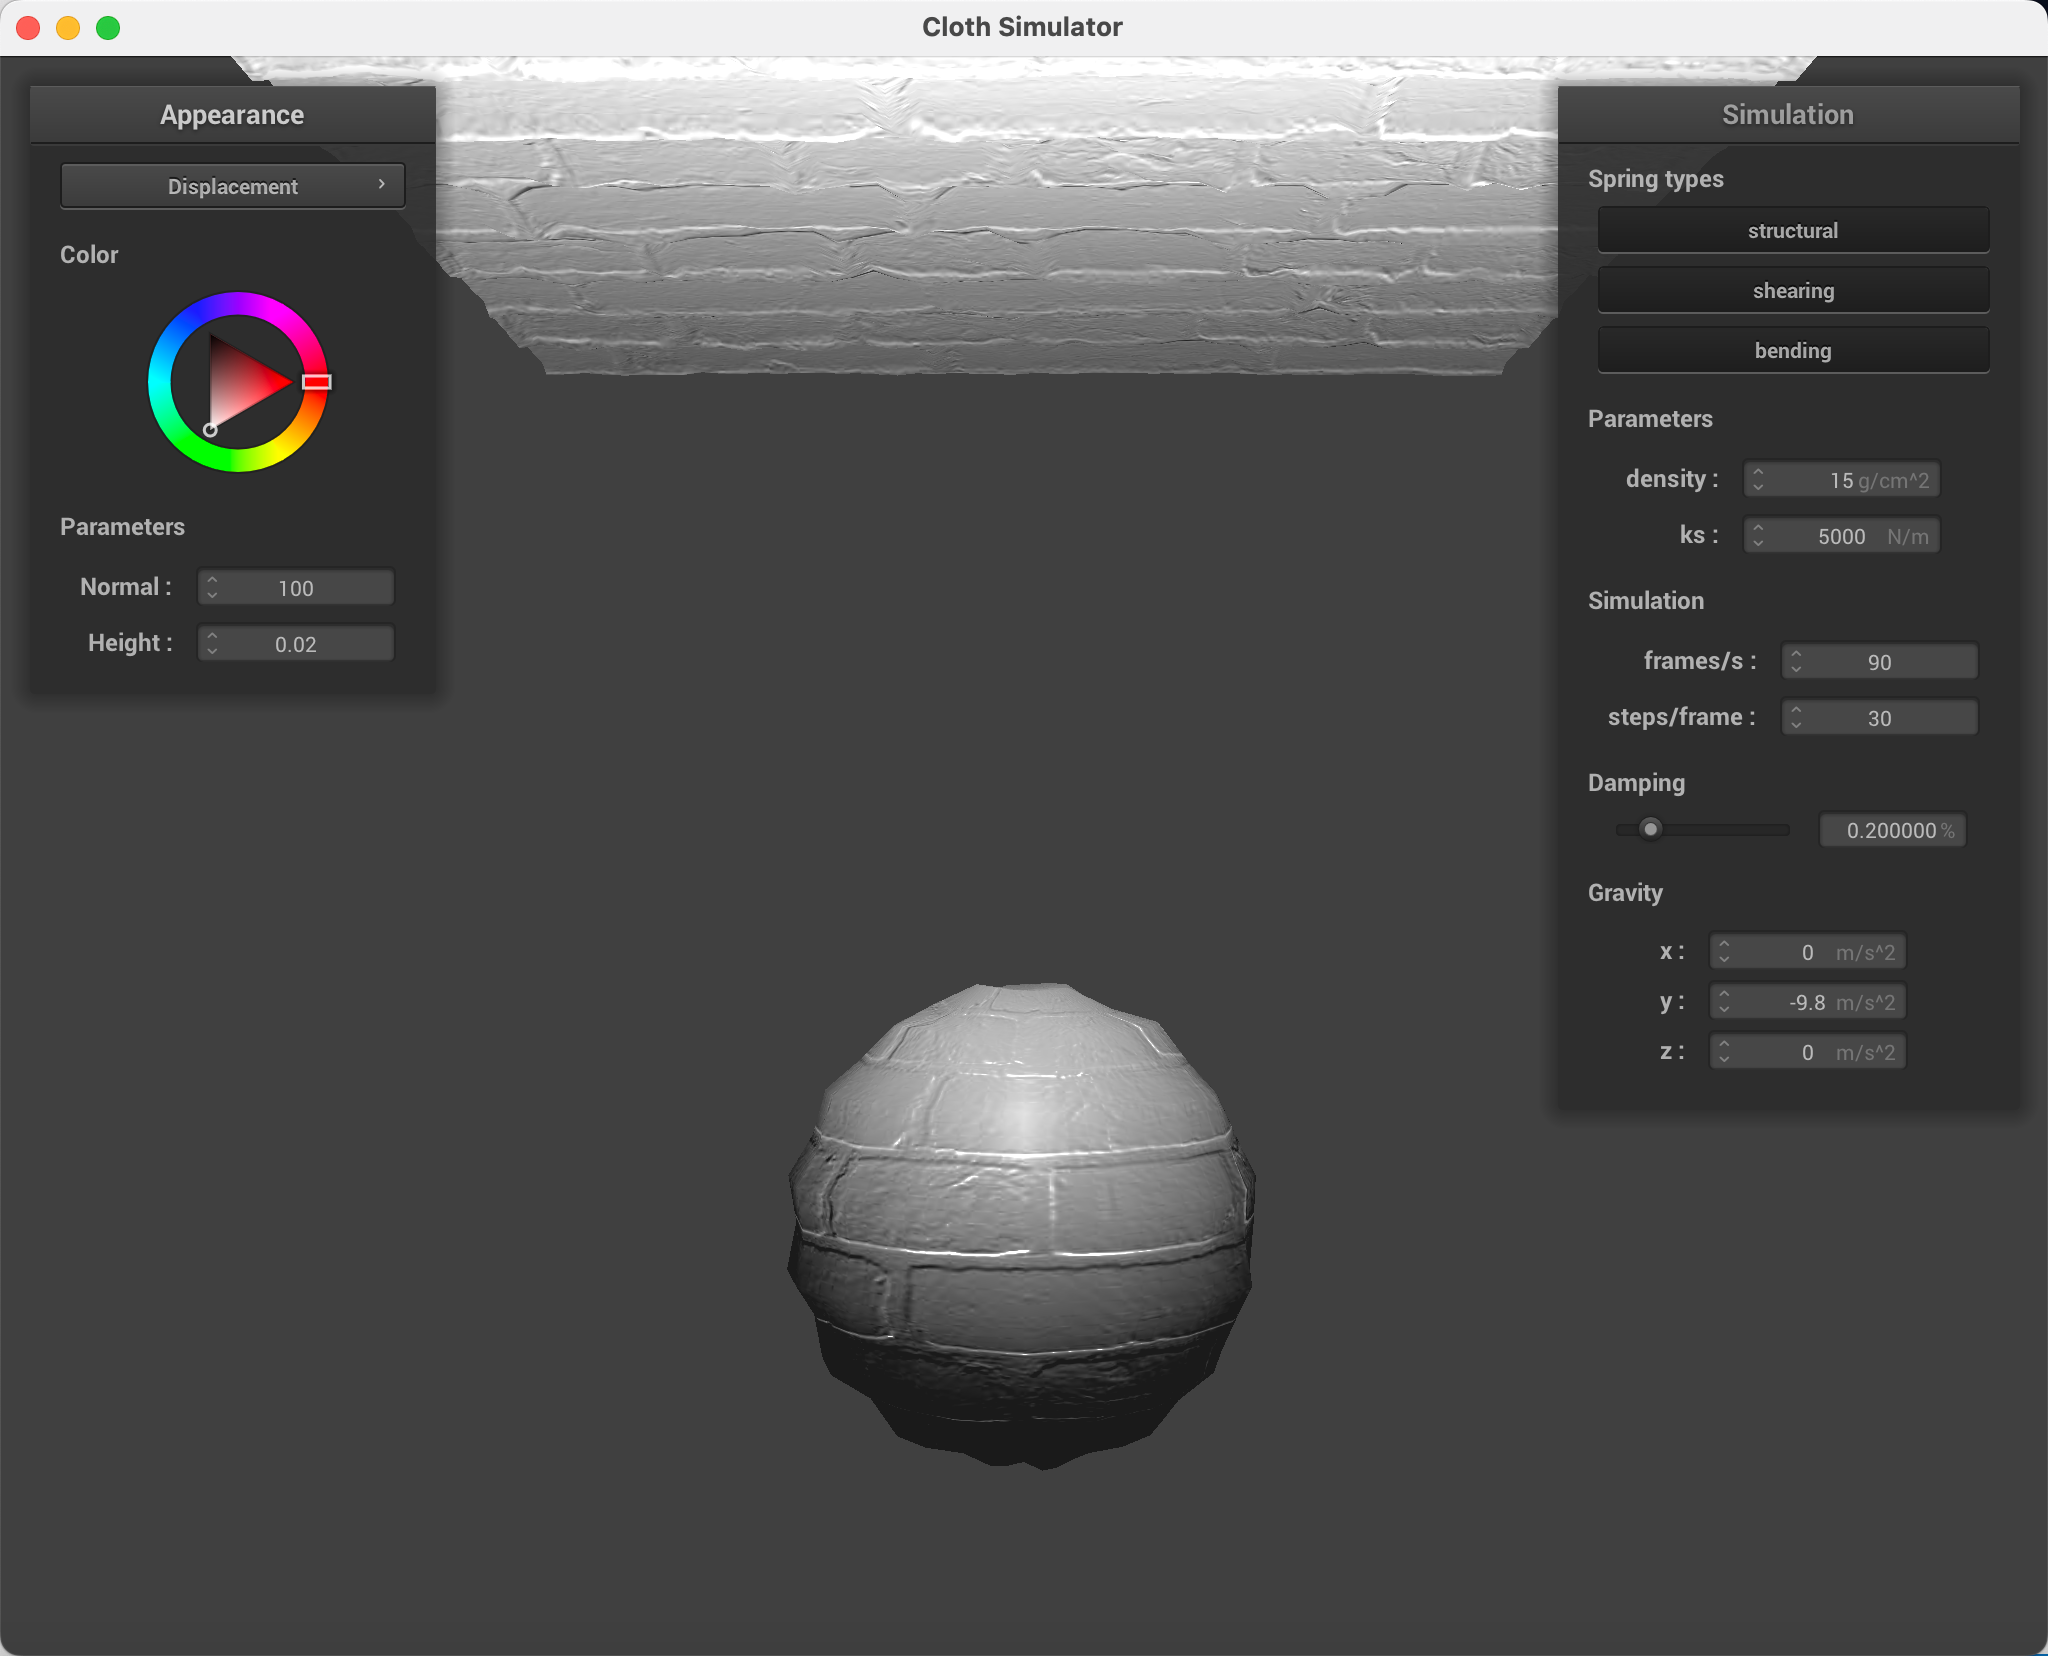 Cloth Simulator
Appearance
Displacement
Color
Parameters
Normal : 100
Height : 0.02
Simulation
Spring types
structural
shearing
bending
Parameters
density : 15 g/cm^2
ks : 5000 N/m
Simulation
frames/s : 90
steps/frame : 30
Damping
0.200000 %
Gravity
x : 0 m/s^2
y : -9.8 m/s^2
z : 0 m/s^2